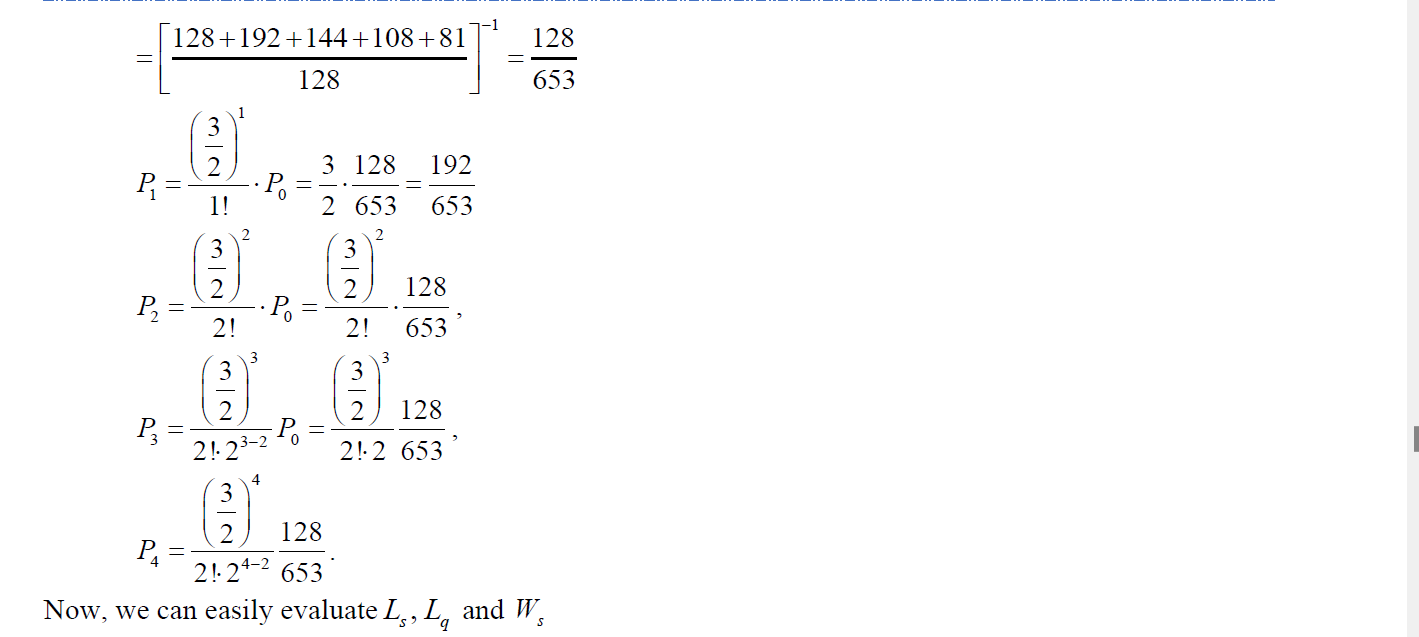 = [ (128+192+144+108+81) / 128 ]^{-1} = 128/653
P_1 = ((3/2)^1 / 1!) · P_0 = 3/2 · 128/653 = 192/653
P_2 = ((3/2)^2 / 2!) · P_0 = ((3/2)^2 / 2!) · 128/653 ,
P_3 = ((3/2)^3 / (2!·2^{3−2})) P_0 = ((3/2)^3 / (2!·2)) 128/653 ,
P_4 = ((3/2)^4 / (2!·2^{4−2})) 128/653 .
Now, we can easily evaluate L_s, L_q and W_s